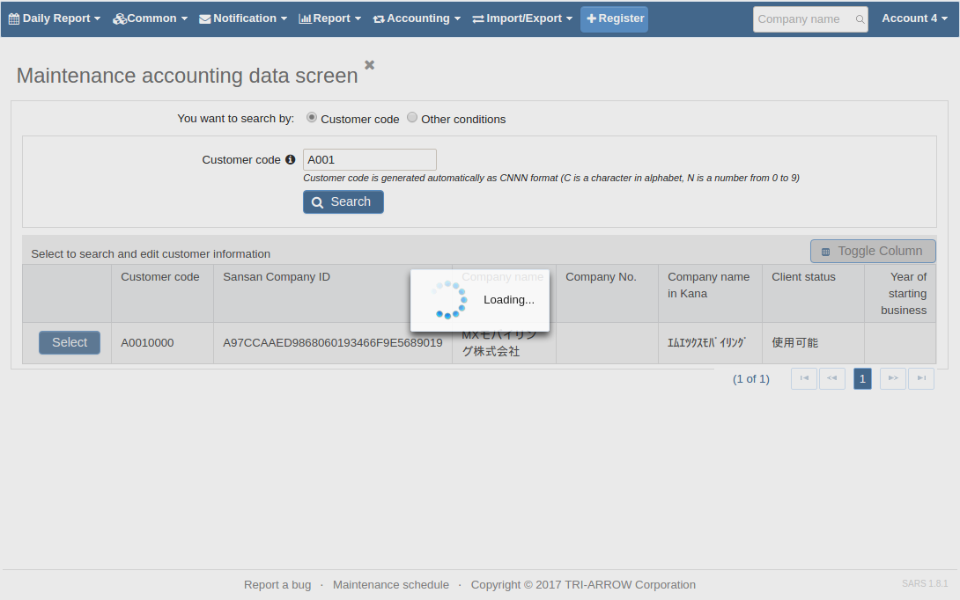 Daily Report Common Notification Report Accounting Import/Export Register Company name Account 4
Maintenance accounting data screen
You want to search by: Customer code Other conditions
Customer code A001
Customer code is generated automatically as CNNN format (C is a character in alphabet, N is a number from 0 to 9)
Search
Select to search and edit customer information Toggle Column
Customer code Sansan Company ID Company name Company No. Company name in Kana Client status Year of starting business
Loading...
Select A0010000 A97CCAAED9868060193466F9E5689019 MXモバイリング株式会社 ｴﾑｴｯｸｽﾓﾊﾞｲﾘﾝｸﾞ 使用可能
(1 of 1) 1
Report a bug · Maintenance schedule · Copyright © 2017 TRI-ARROW Corporation SARS 1.8.1